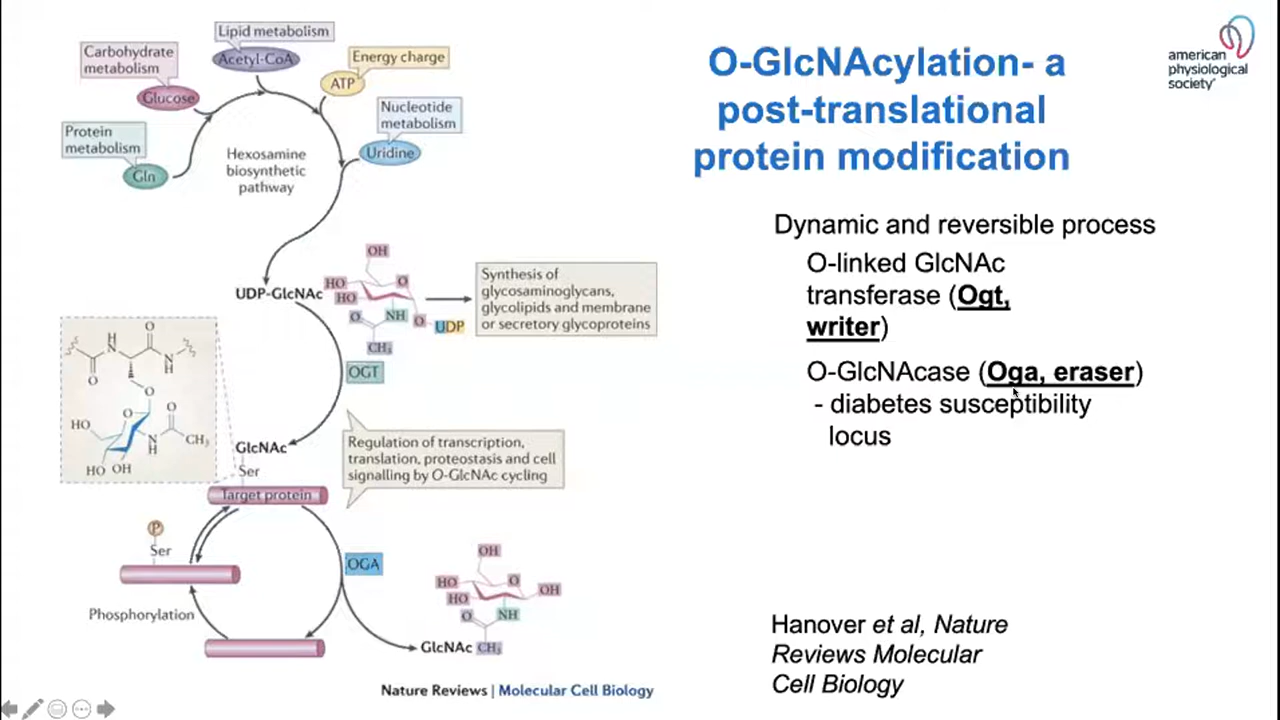 Lipid metabolism
Acetyl-CoA
Carbohydrate
metabolism
Glucose
Energy charge
ATP
Nucleotide
metabolism
Uridine
Protein
metabolism
Gln
Hexosamine
biosynthetic
pathway
UDP-GlcNAc
OH
HO
O
HO
O
NH
O
UDP
CH₃
Synthesis of
glycosaminoglycans,
glycolipids and membrane
or secretory glycoproteins
OGT
H
N
O
O
N
H
O
HO
O
O
N
H
CH₃
HO OH
GlcNAc
Ser
Target protein
Regulation of transcription,
translation, proteostasis and cell
signalling by O-GlcNAc cycling
P
Ser
Phosphorylation
OGA
OH
HO
O
OH
HO
O
NH
GlcNAc
CH₃
Nature Reviews | Molecular Cell Biology
O-GlcNAcylation- a
post-translational
protein modification
american
physiological
society®
Dynamic and reversible process
O-linked GlcNAc
transferase (Ogt,
writer)
O-GlcNAcase (Oga, eraser)
- diabetes susceptibility
locus
Hanover et al, Nature
Reviews Molecular
Cell Biology